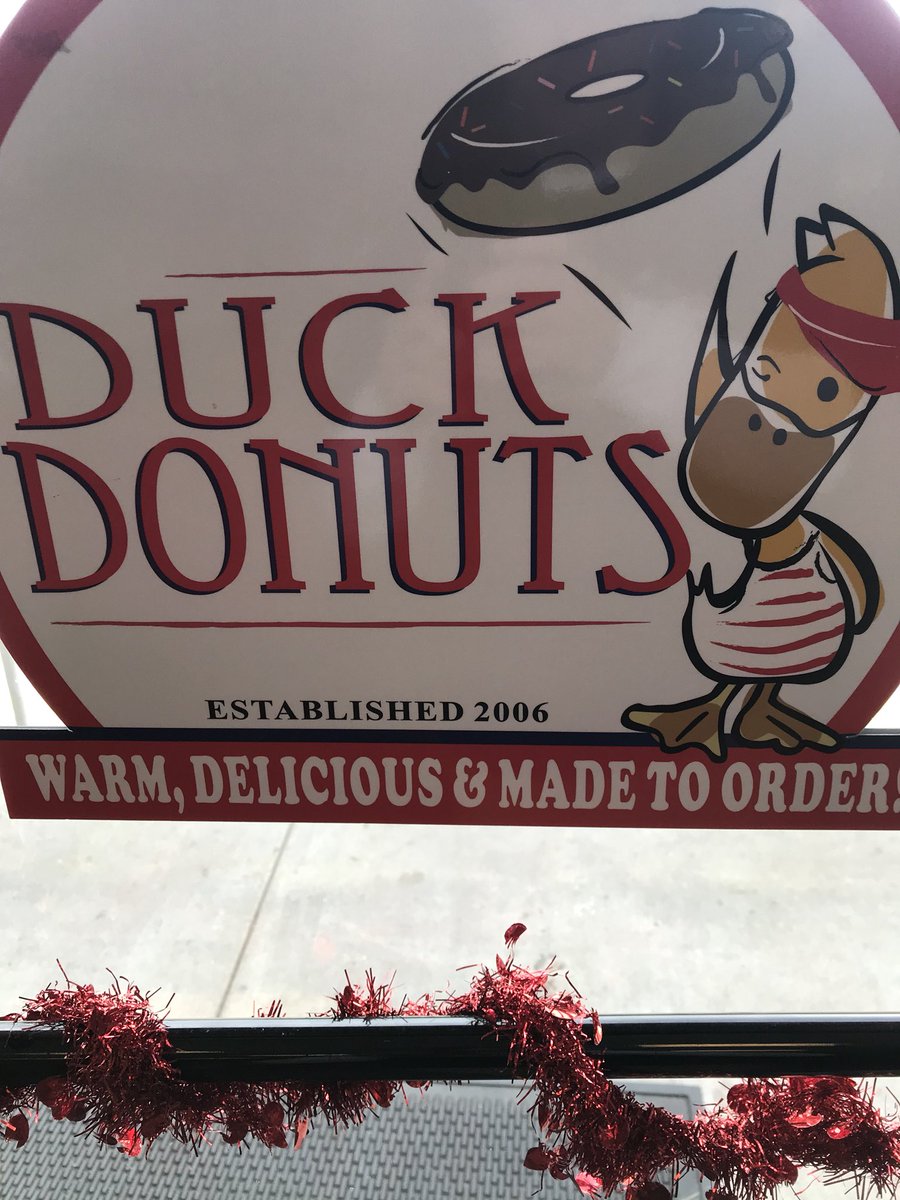 DUCK
DONUTS
ESTABLISHED 2006
WARM, DELICIOUS & MADE TO ORDER!